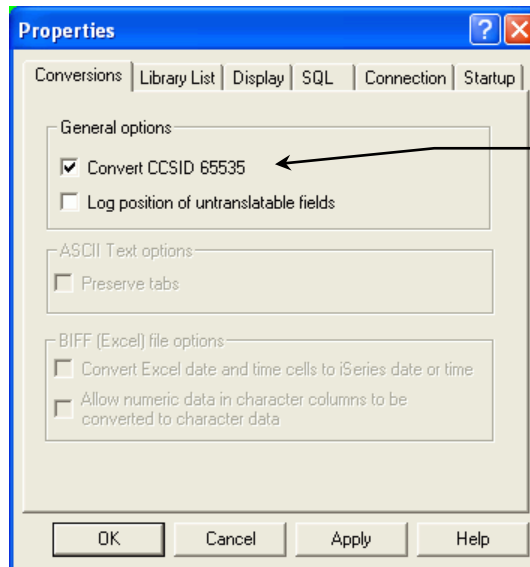 Properties
Conversions Library List Display SQL Connection Startup
General options
Convert CCSID 65535
Log position of untranslatable fields
ASCII Text options
Preserve tabs
BIFF (Excel) file options
Convert Excel date and time cells to iSeries date or time
Allow numeric data in character columns to be
converted to character data
OK Cancel Apply Help